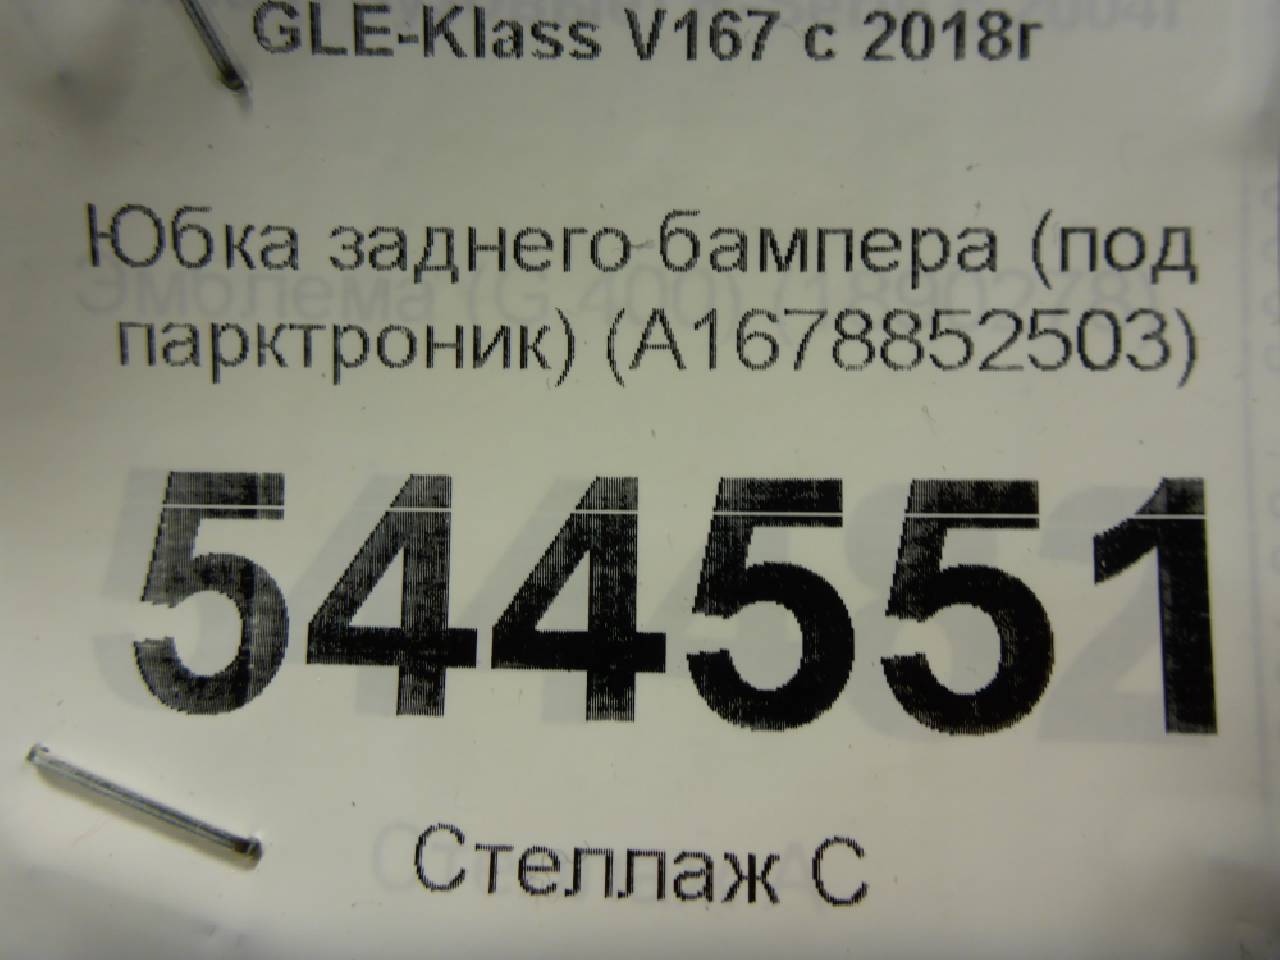 GLE-Klass V167 с 2018г
Юбка заднего бампера (под
парктроник) (A1678852503)
544551
Стеллаж С